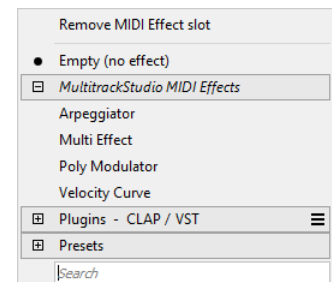 Remove MIDI Effect slot
Empty (no effect)
MultitrackStudio MIDI Effects
Arpeggiator
Multi Effect
Poly Modulator
Velocity Curve
Plugins - CLAP / VST
Presets
Search